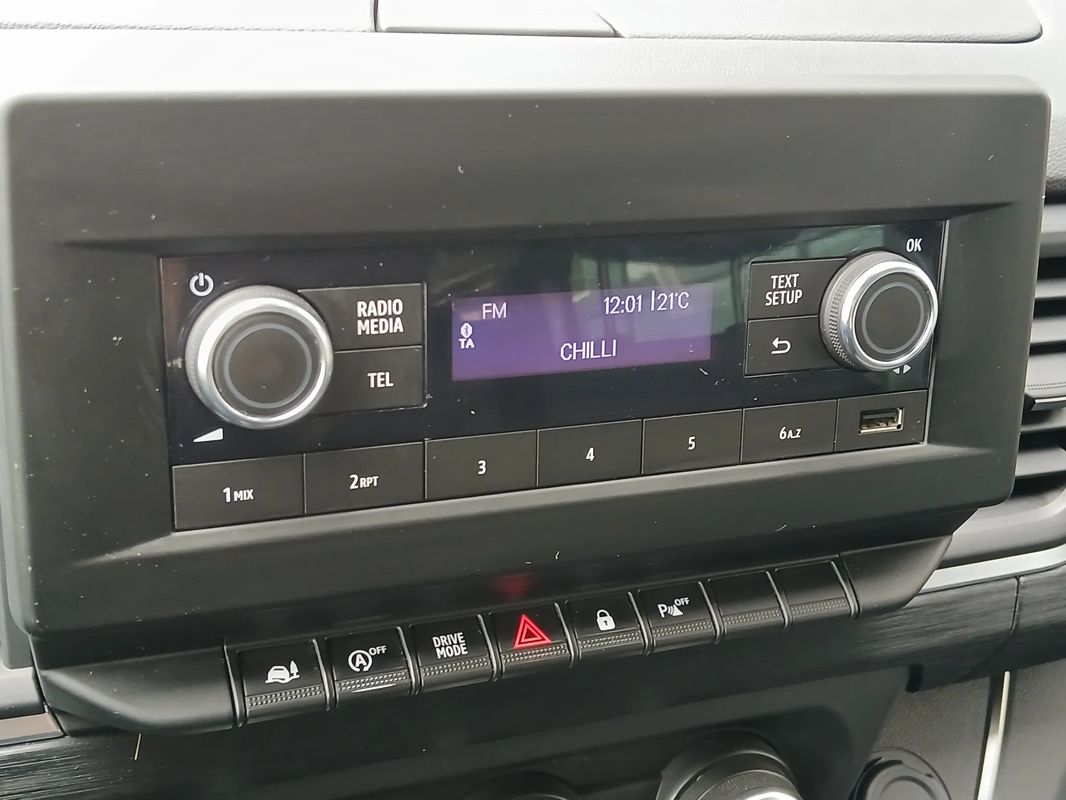 OK
RADIO
MEDIA
TEL
FM
12:01 21°C
TA
CHILLI
TEXT
SETUP
1 MIX
2 RPT
3
4
5
6 A..Z
A OFF
DRIVE
MODE
P OFF